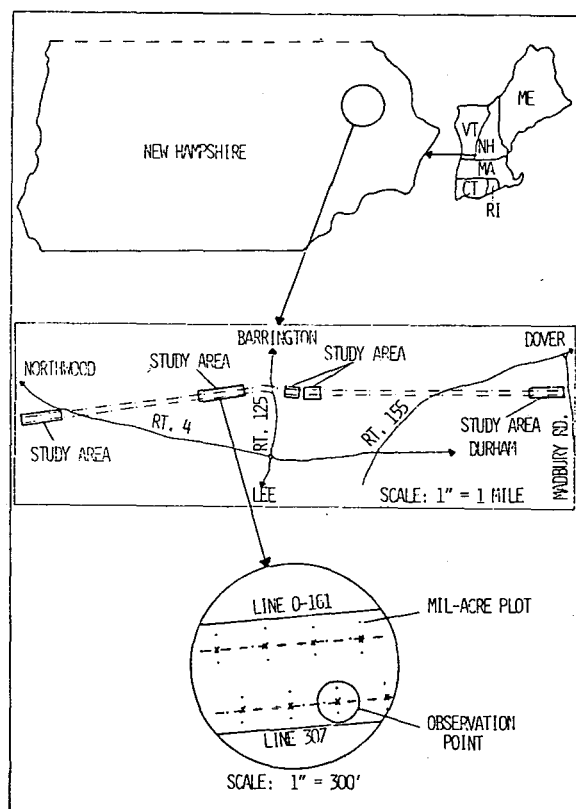 ME
VT
NH
NEW HAMPSHIRE
MA
CT
RI
BARRINGTON
DOVER
NORTHWOOD
STUDY AREA
STUDY AREA
RT. 125
RT. 4
RT. 155
STUDY AREA
STUDY AREA
DURHAM
MADBURY RD.
LEE
SCALE: 1" = 1 MILE
LINE O-161
MIL-ACRE PLOT
OBSERVATION
POINT
LINE 307
SCALE: 1" = 300'